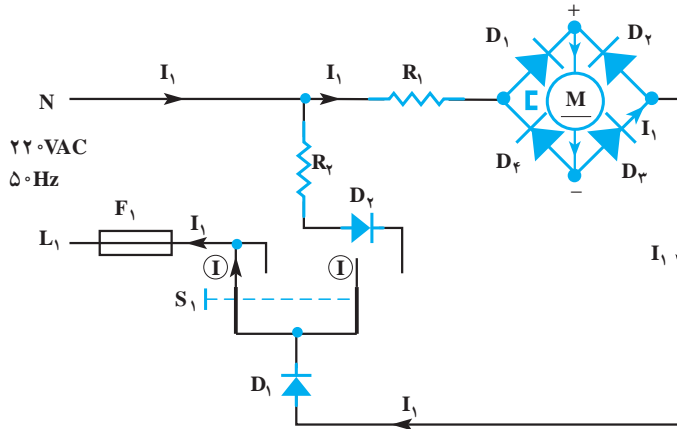 +
D۱ D۲
I۱ I۱ R۱
N M
I۱
۲۲۰VAC
R۲ D۴ D۳
۵۰Hz
−
D۲
F۱
L۱ I۱
I I
I۱
S۱
D۱
I۱